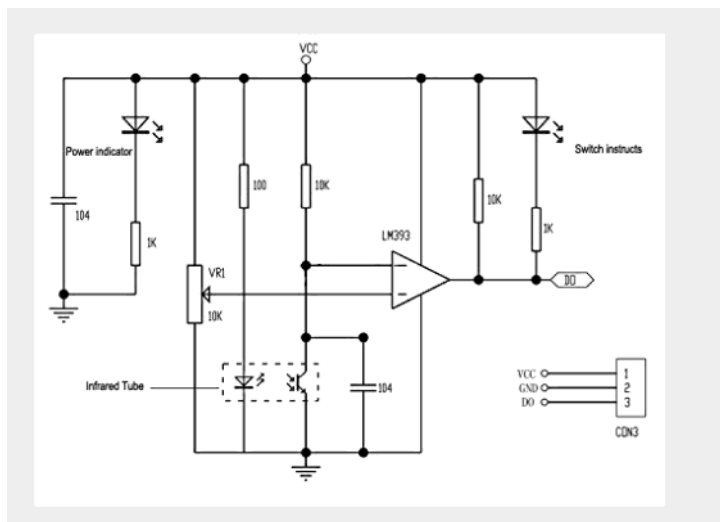 VCC
Power indicator
Switch instructs
104
1K
100
10K
10K
1K
LM393
VR1
10K
DO
Infrared Tube
104
VCC
GND
DO
1
2
3
CON3